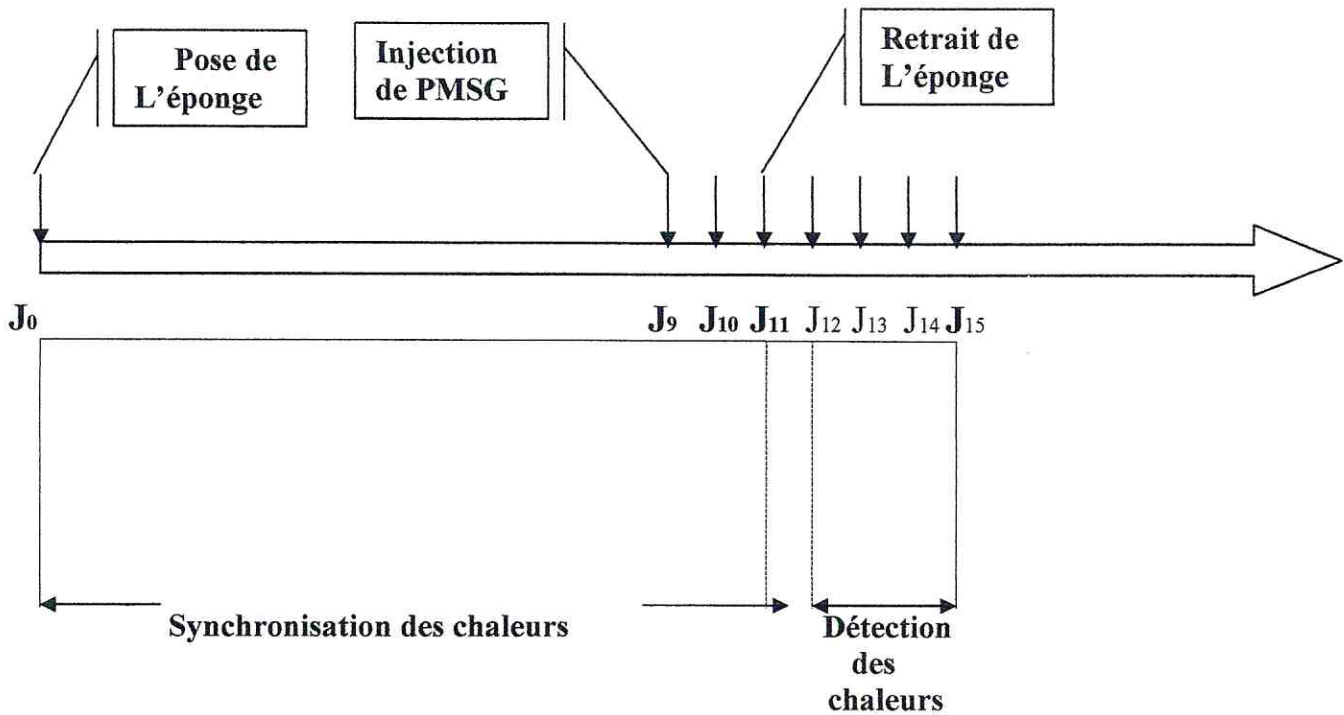 Pose de
L'éponge
Injection
de PMSG
Retrait de
L'éponge
J0 J9 J10 J11 J12 J13 J14 J15
Synchronisation des chaleurs
Détection
des
chaleurs